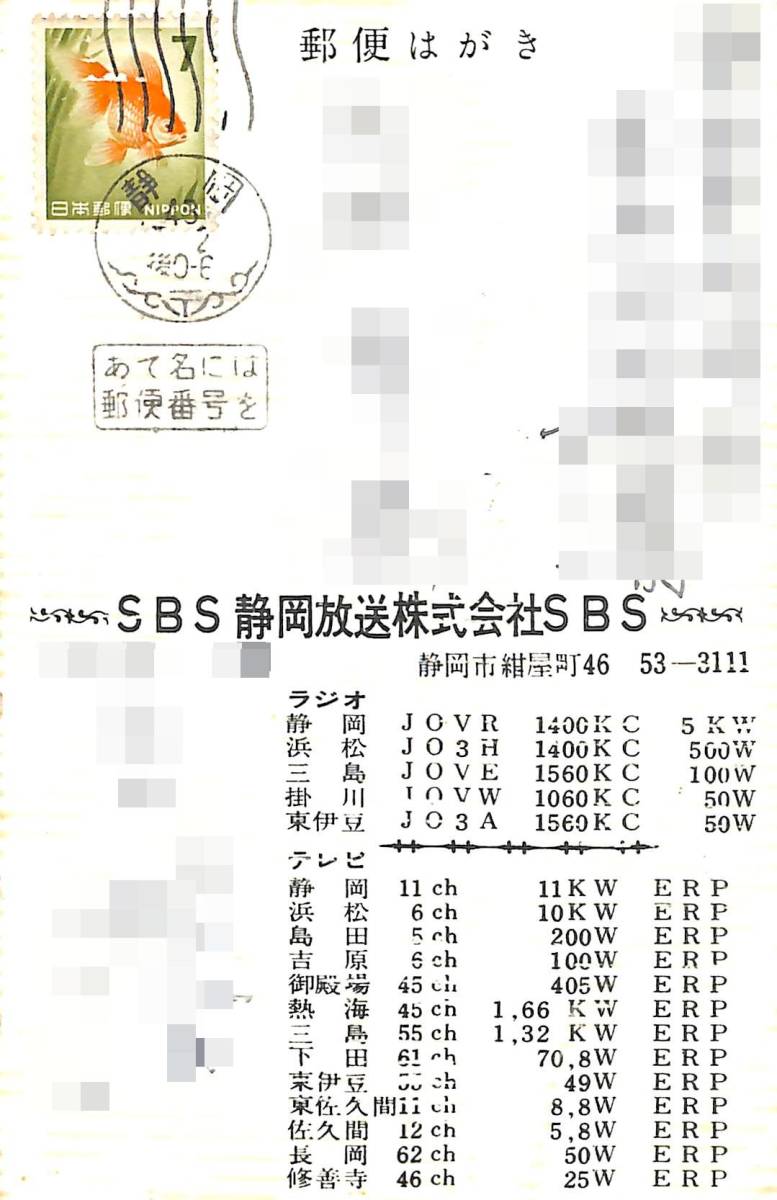 郵便はがき
7
日本郵便 NIPPON
静岡
あて名には
郵便番号を
SBS 静岡放送株式会社 SBS
静岡市紺屋町46 53-3111
ラジオ
静岡 JOVR 1400KC 5KW
浜松 JO3H 1400KC 500W
三島 JOVE 1560KC 100W
掛川 JOVW 1060KC 50W
東伊豆 JO3A 1560KC 50W
テレビ
静岡 11ch 11KW ERP
浜松 6ch 10KW ERP
島田 5ch 200W ERP
吉原 6ch 100W ERP
御殿場 45ch 405W ERP
熱海 45ch 1,66KW ERP
三島 55ch 1,32KW ERP
下田 61ch 70,8W ERP
東伊豆 ch 49W ERP
東佐久間 11ch 8,8W ERP
佐久間 12ch 5,8W ERP
長岡 62ch 50W ERP
修善寺 46ch 25W ERP